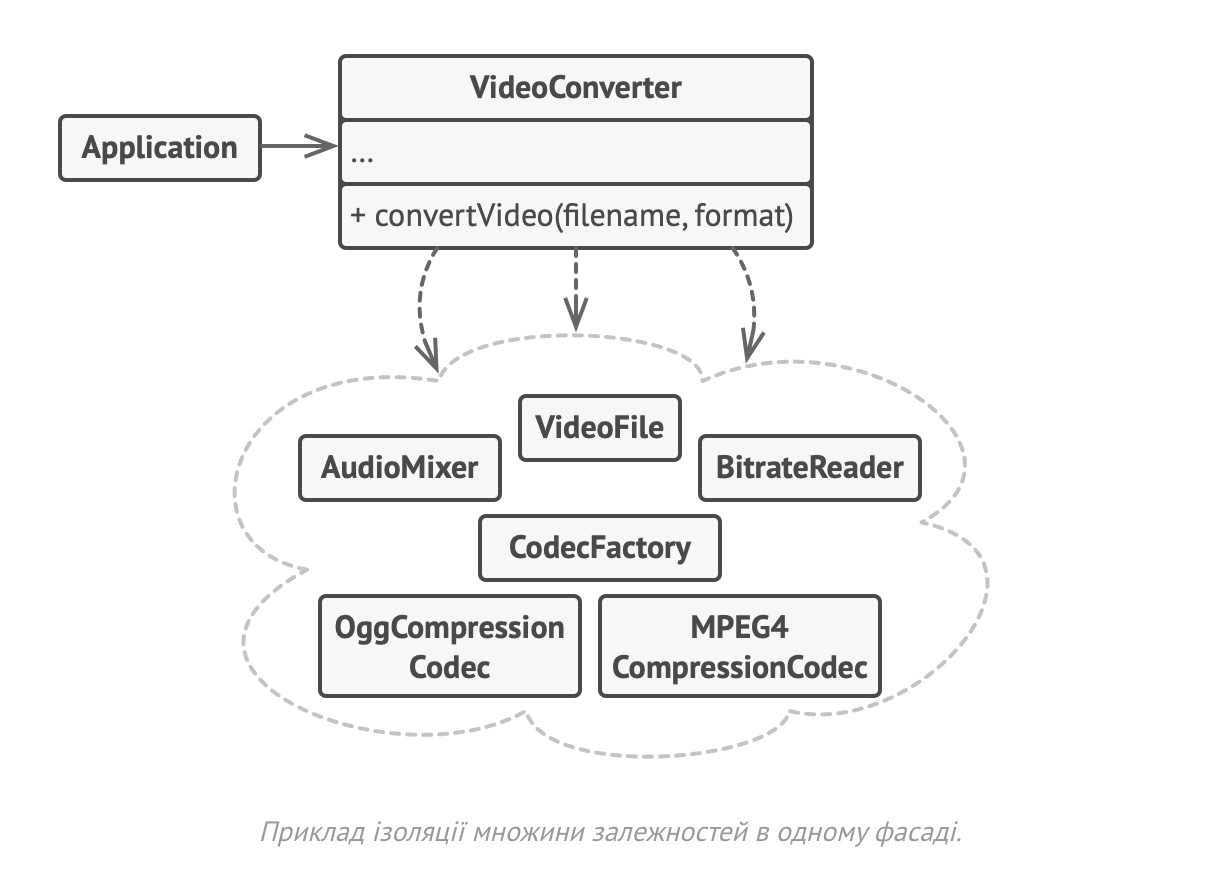 VideoConverter
Application
...
+ convertVideo(filename, format)
VideoFile
AudioMixer
BitrateReader
CodecFactory
OggCompression
Codec
MPEG4
CompressionCodec
Приклад ізоляції множини залежностей в одному фасаді.